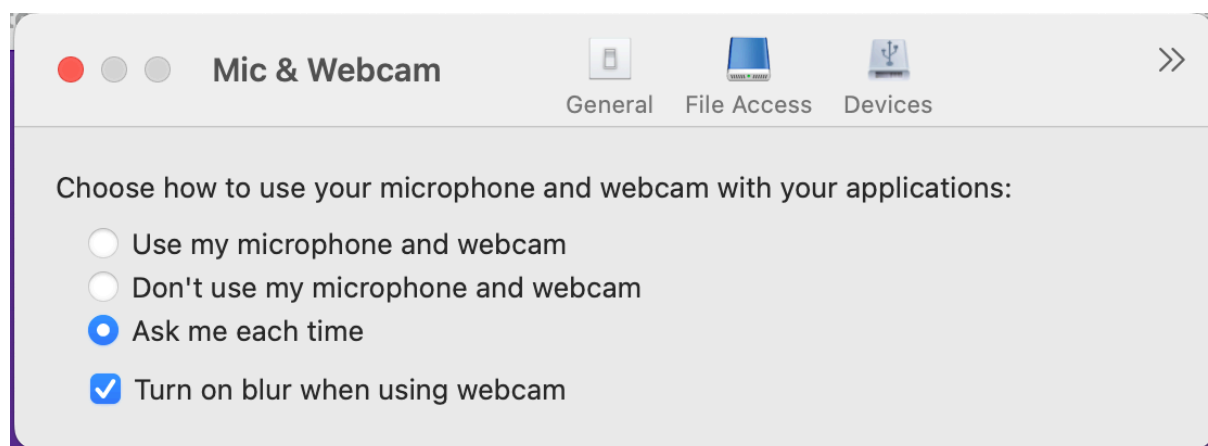 Mic & Webcam
General
File Access
Devices
Choose how to use your microphone and webcam with your applications:
Use my microphone and webcam
Don't use my microphone and webcam
Ask me each time
Turn on blur when using webcam